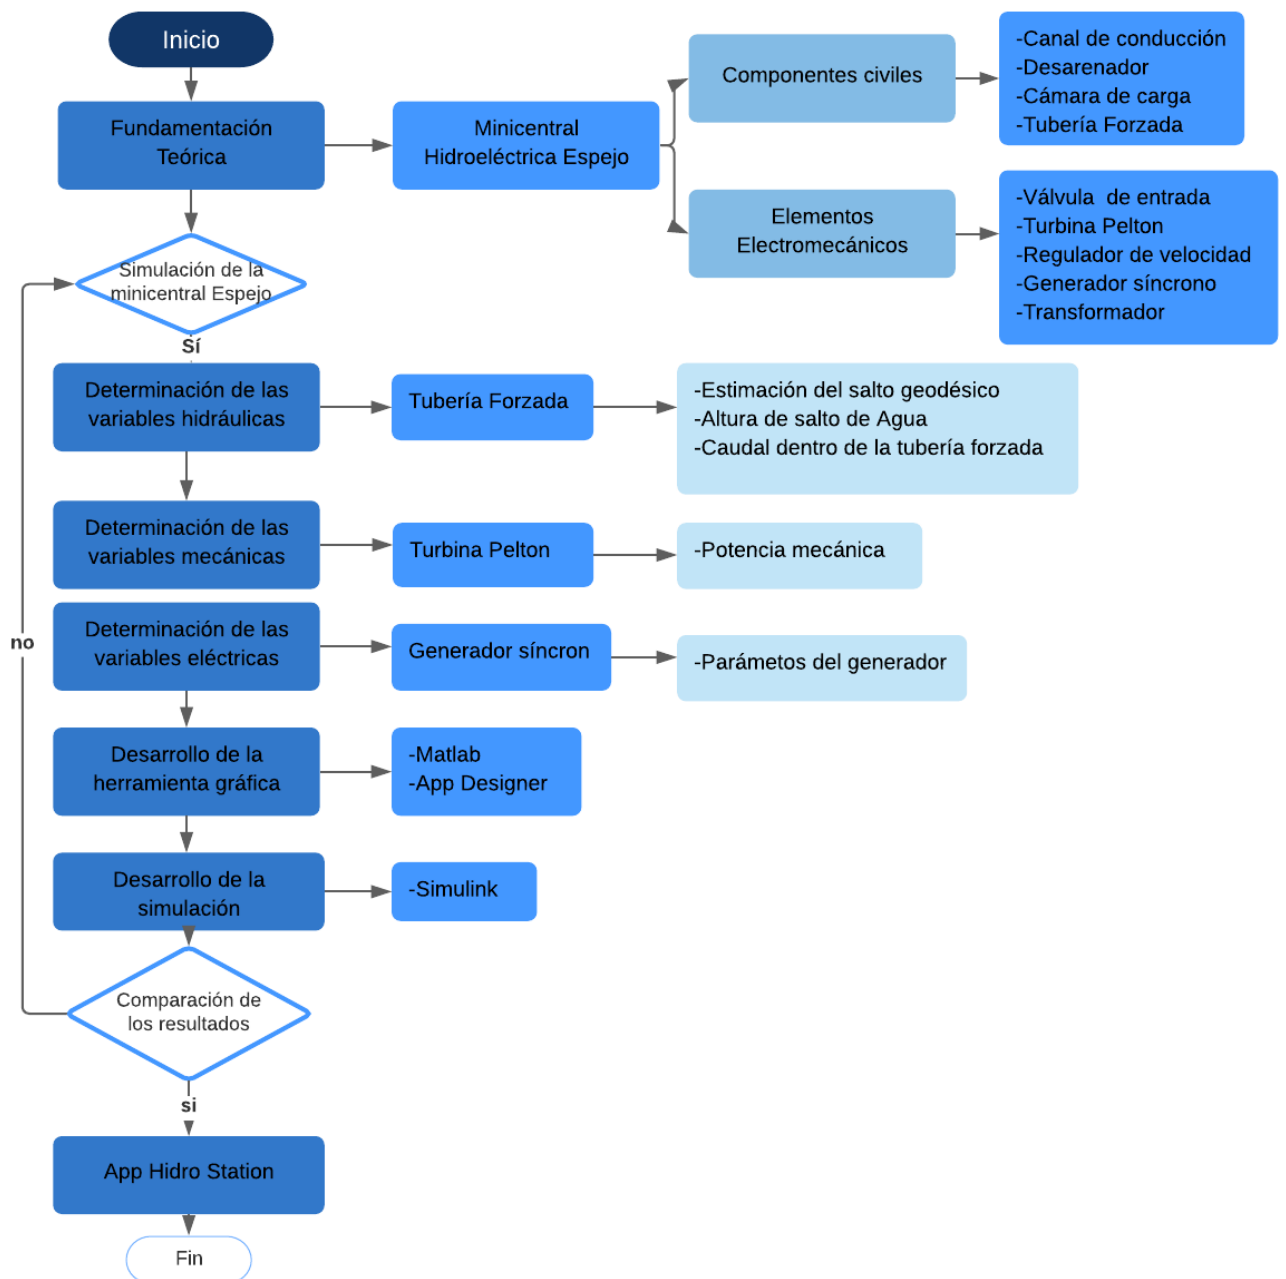 Inicio
Fundamentación
Teórica
Minicentral
Hidroeléctrica Espejo
Componentes civiles
-Canal de conducción
-Desarenador
-Cámara de carga
-Tubería Forzada
Elementos
Electromecánicos
-Válvula  de entrada
-Turbina Pelton
-Regulador de velocidad
-Generador síncrono
-Transformador
Simulación de la
minicentral Espejo
Sí
Determinación de las
variables hidráulicas
Tubería Forzada
-Estimación del salto geodésico
-Altura de salto de Agua
-Caudal dentro de la tubería forzada
Determinación de las
variables mecánicas
Turbina Pelton
-Potencia mecánica
Determinación de las
variables eléctricas
Generador síncron
-Parámetos del generador
no
Desarrollo de la
herramienta gráfica
-Matlab
-App Designer
Desarrollo de la
simulación
-Simulink
Comparación de
los resultados
si
App Hidro Station
Fin